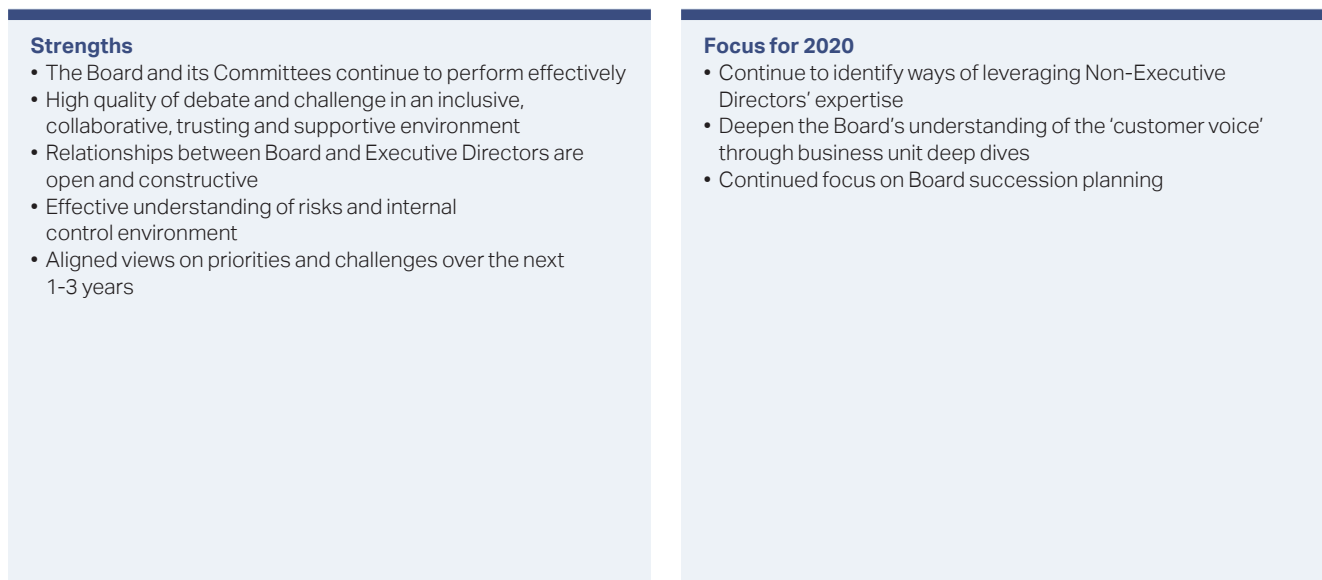 Strengths
• The Board and its Committees continue to perform effectively
• High quality of debate and challenge in an inclusive,
collaborative, trusting and supportive environment
• Relationships between Board and Executive Directors are
open and constructive
• Effective understanding of risks and internal
control environment
• Aligned views on priorities and challenges over the next
1-3 years
Focus for 2020
• Continue to identify ways of leveraging Non-Executive
Directors’ expertise
• Deepen the Board’s understanding of the ‘customer voice’
through business unit deep dives
• Continued focus on Board succession planning